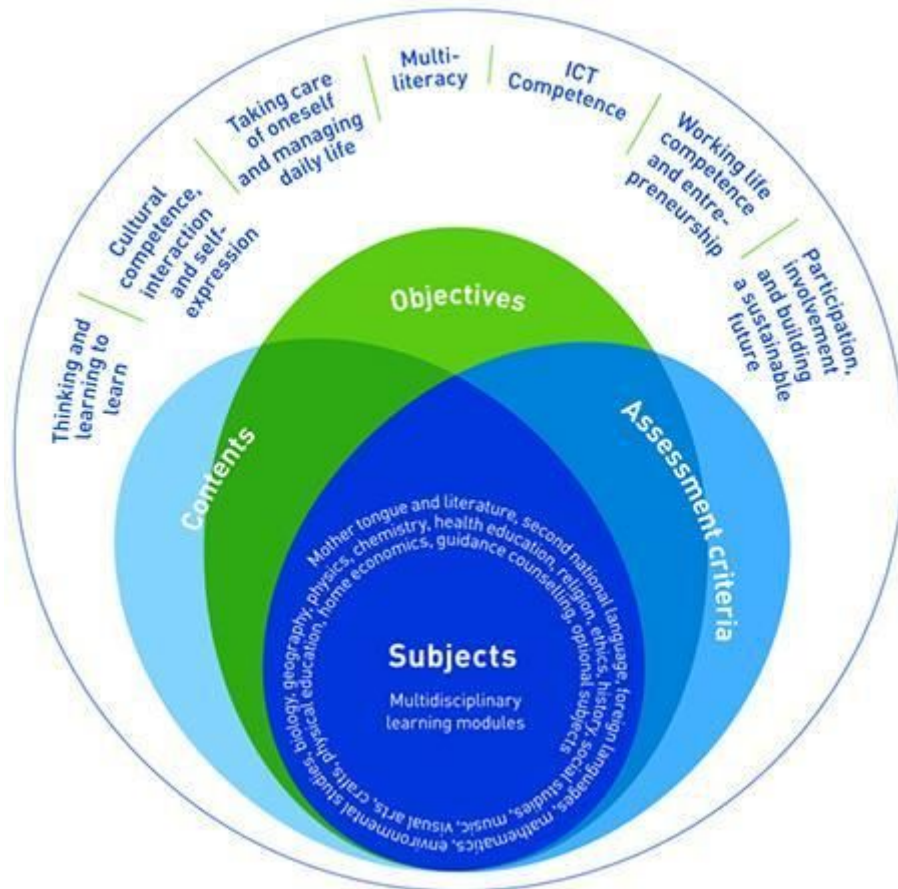 Thinking and
learning to
learn
Cultural
competence,
interaction
and self-
expression
Taking care
of oneself
and managing
daily life
Multi-
literacy
ICT
Competence
Working life
competence
and entre-
preneurship
Participation,
involvement
and building
a sustainable
future
Objectives
Contents
Assessment criteria
Mother tongue and literature, second national language, foreign languages, mathematics, environmental studies, biology, geography, physics, chemistry, health education, religion, ethics, history, social studies, music, visual arts, crafts, physical education, home economics, guidance counselling, optional subjects
Subjects
Multidisciplinary
learning modules